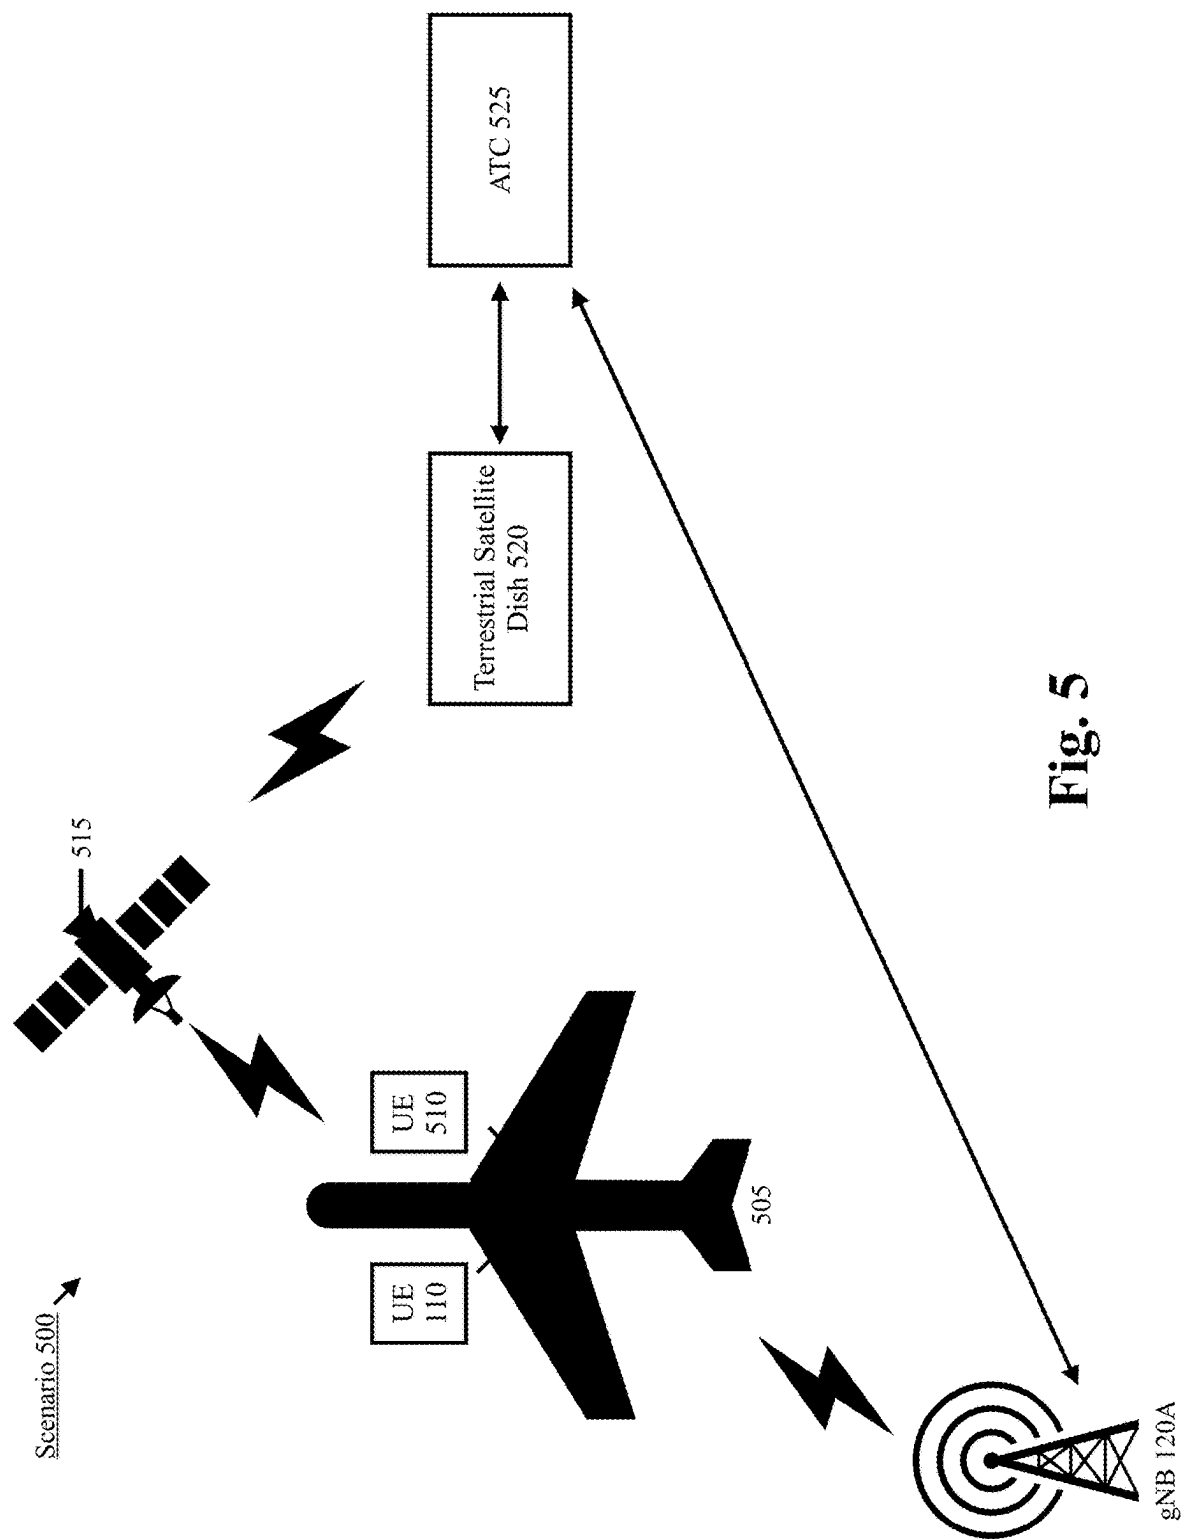 Scenario 500
515
UE
110
UE
510
505
Terrestrial Satellite
Dish 520
ATC 525
gNB 120A
Fig. 5